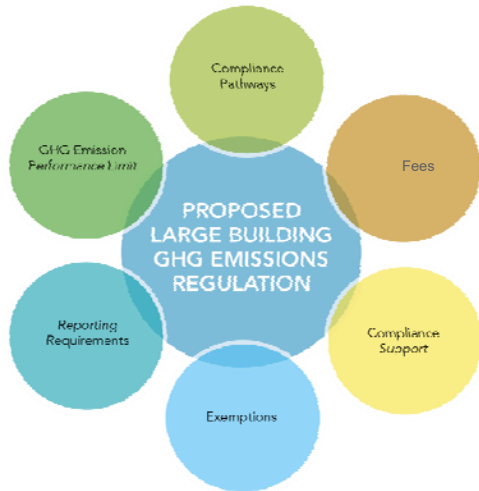 Compliance
Pathways
GHG Emission
Performance Limit
Fees
PROPOSED
LARGE BUILDING
GHG EMISSIONS
REGULATION
Reporting
Requirements
Compliance
Support
Exemptions